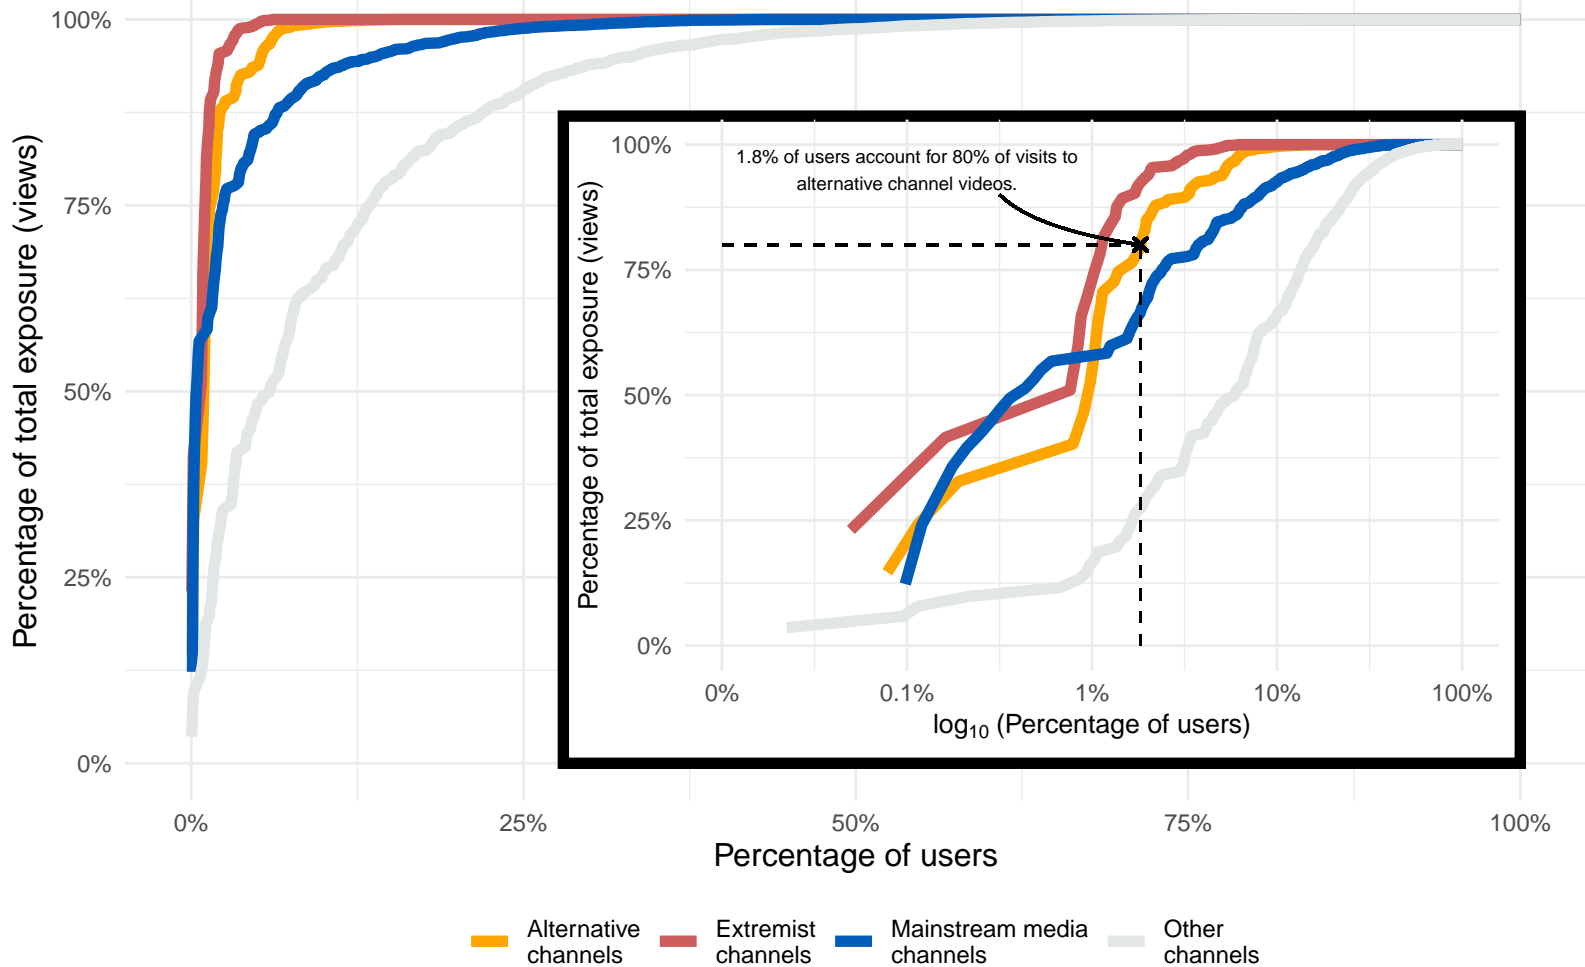 100%
75%
50%
25%
0%
Percentage of total exposure (views)
0%
25%
50%
75%
100%
Percentage of users
100%
75%
50%
25%
0%
Percentage of total exposure (views)
1.8% of users account for 80% of visits to
alternative channel videos.
0%
0.1%
1%
10%
100%
log₁₀ (Percentage of users)
Alternative
channels
Extremist
channels
Mainstream media
channels
Other
channels